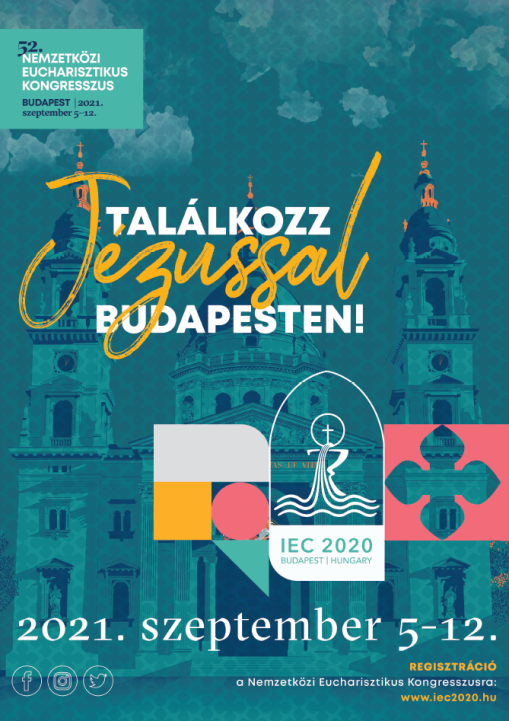 52.
NEMZETKÖZI
EUCHARISZTIKUS
KONGRESSZUS
BUDAPEST | 2021.
szeptember 5-12.
TALÁLKOZZ
Jézussal
BUDAPESTEN!
IEC 2020
BUDAPEST | HUNGARY
2021. szeptember 5-12.
REGISZTRÁCIÓ
a Nemzetközi Eucharisztikus Kongresszusra:
www.iec2020.hu